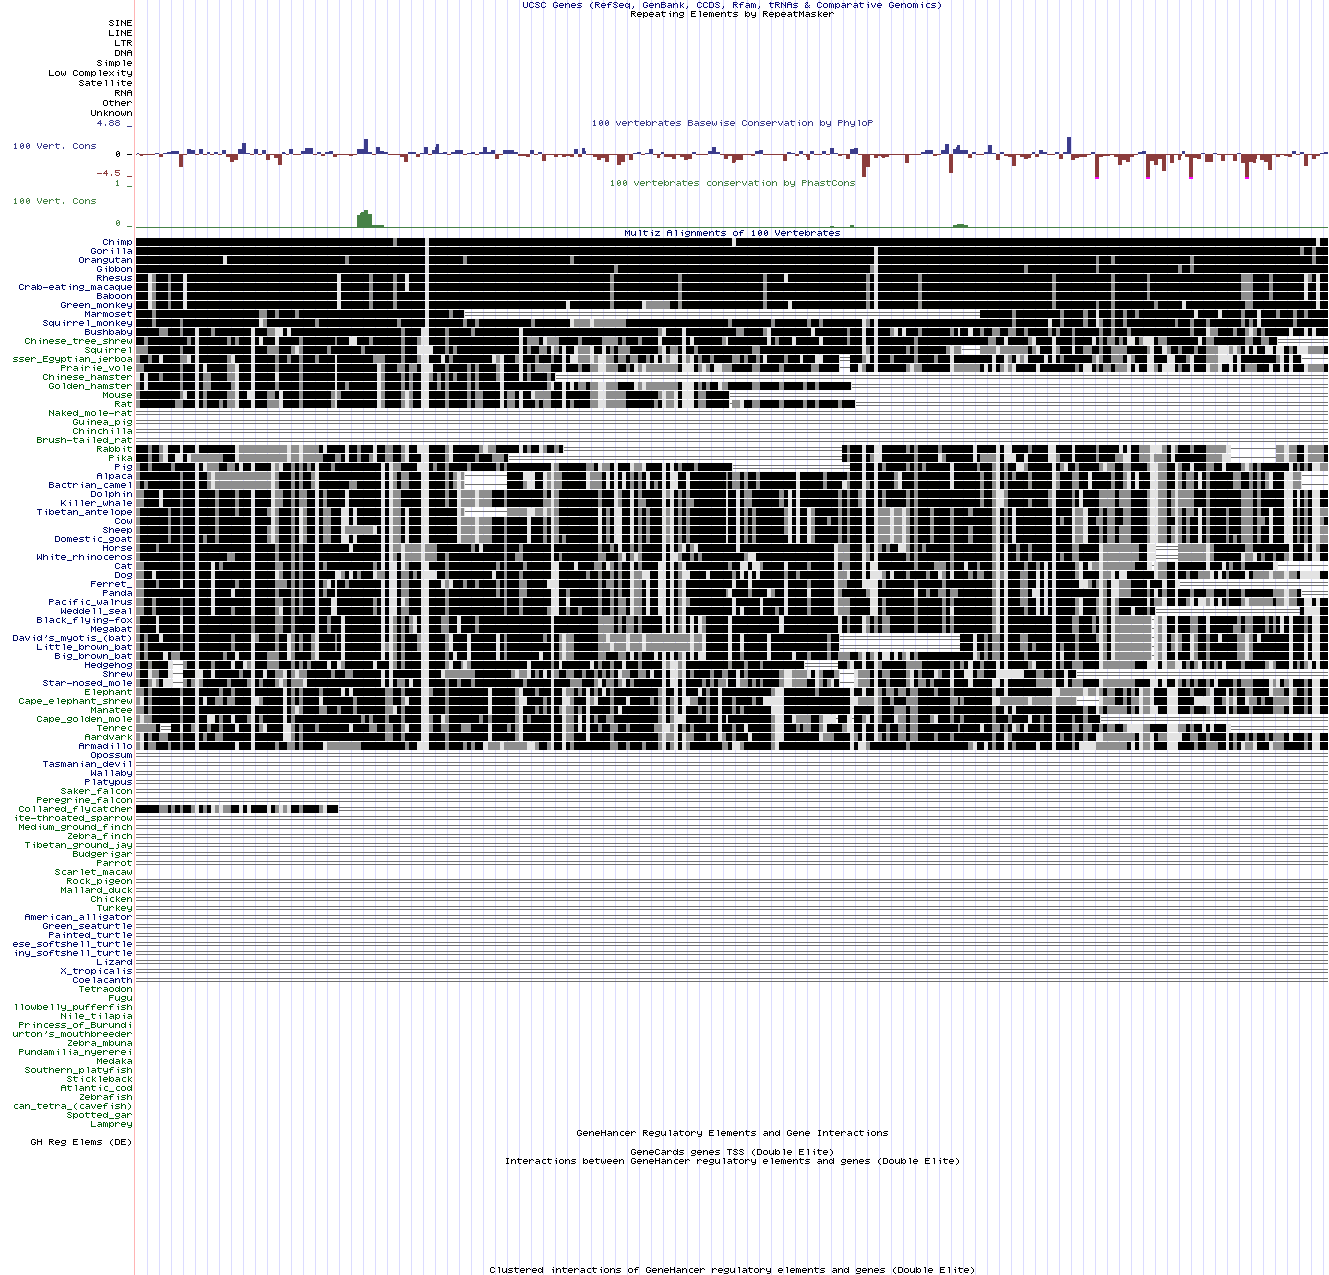 UCSC Genes (RefSeq, GenBank, CCDS, Rfam, tRNAs & Comparative Genomics)
Repeating Elements by RepeatMasker
SINE
LINE
LTR
DNA
Simple
Low Complexity
Satellite
RNA
Other
Unknown
4.88 _
100 vertebrates Basewise Conservation by PhyloP
100 Vert. Cons
0 -
-4.5 _
1 _
100 vertebrates conservation by PhastCons
100 Vert. Cons
0 _
Multiz Alignments of 100 Vertebrates
Chimp
Gorilla
Orangutan
Gibbon
Rhesus
Crab-eating_macaque
Baboon
Green_monkey
Marmoset
Squirrel_monkey
Bushbaby
Chinese_tree_shrew
Squirrel
sser_Egyptian_jerboa
Prairie_vole
Chinese_hamster
Golden_hamster
Mouse
Rat
Naked_mole-rat
Guinea_pig
Chinchilla
Brush-tailed_rat
Rabbit
Pika
Pig
Alpaca
Bactrian_camel
Dolphin
Killer_whale
Tibetan_antelope
Cow
Sheep
Domestic_goat
Horse
White_rhinoceros
Cat
Dog
Ferret_
Panda
Pacific_walrus
Weddell_seal
Black_flying-fox
Megabat
David's_myotis_(bat)
Little_brown_bat
Big_brown_bat
Hedgehog
Shrew
Star-nosed_mole
Elephant
Cape_elephant_shrew
Manatee
Cape_golden_mole
Tenrec
Aardvark
Armadillo
Opossum
Tasmanian_devil
Wallaby
Platypus
Saker_falcon
Peregrine_falcon
Collared_flycatcher
ite-throated_sparrow
Medium_ground_finch
Zebra_finch
Tibetan_ground_jay
Budgerigar
Parrot
Scarlet_macaw
Rock_pigeon
Mallard_duck
Chicken
Turkey
American_alligator
Green_seaturtle
Painted_turtle
ese_softshell_turtle
iny_softshell_turtle
Lizard
X_tropicalis
Coelacanth
Tetraodon
Fugu
llowbelly_pufferfish
Nile_tilapia
Princess_of_Burundi
urton's_mouthbreeder
Zebra_mbuna
Pundamilia_nyererei
Medaka
Southern_platyfish
Stickleback
Atlantic_cod
Zebrafish
can_tetra_(cavefish)
Spotted_gar
Lamprey
GeneHancer Regulatory Elements and Gene Interactions
GH Reg Elems (DE)
GeneCards genes TSS (Double Elite)
Interactions between GeneHancer regulatory elements and genes (Double Elite)
Clustered interactions of GeneHancer regulatory elements and genes (Double Elite)